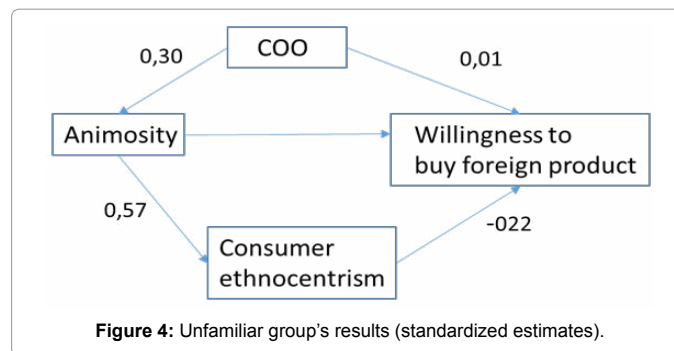 COO
0,30
0,01
Animosity
Willingness to
buy foreign product
0,57
-022
Consumer
ethnocentrism
Figure 4: Unfamiliar group's results (standardized estimates).